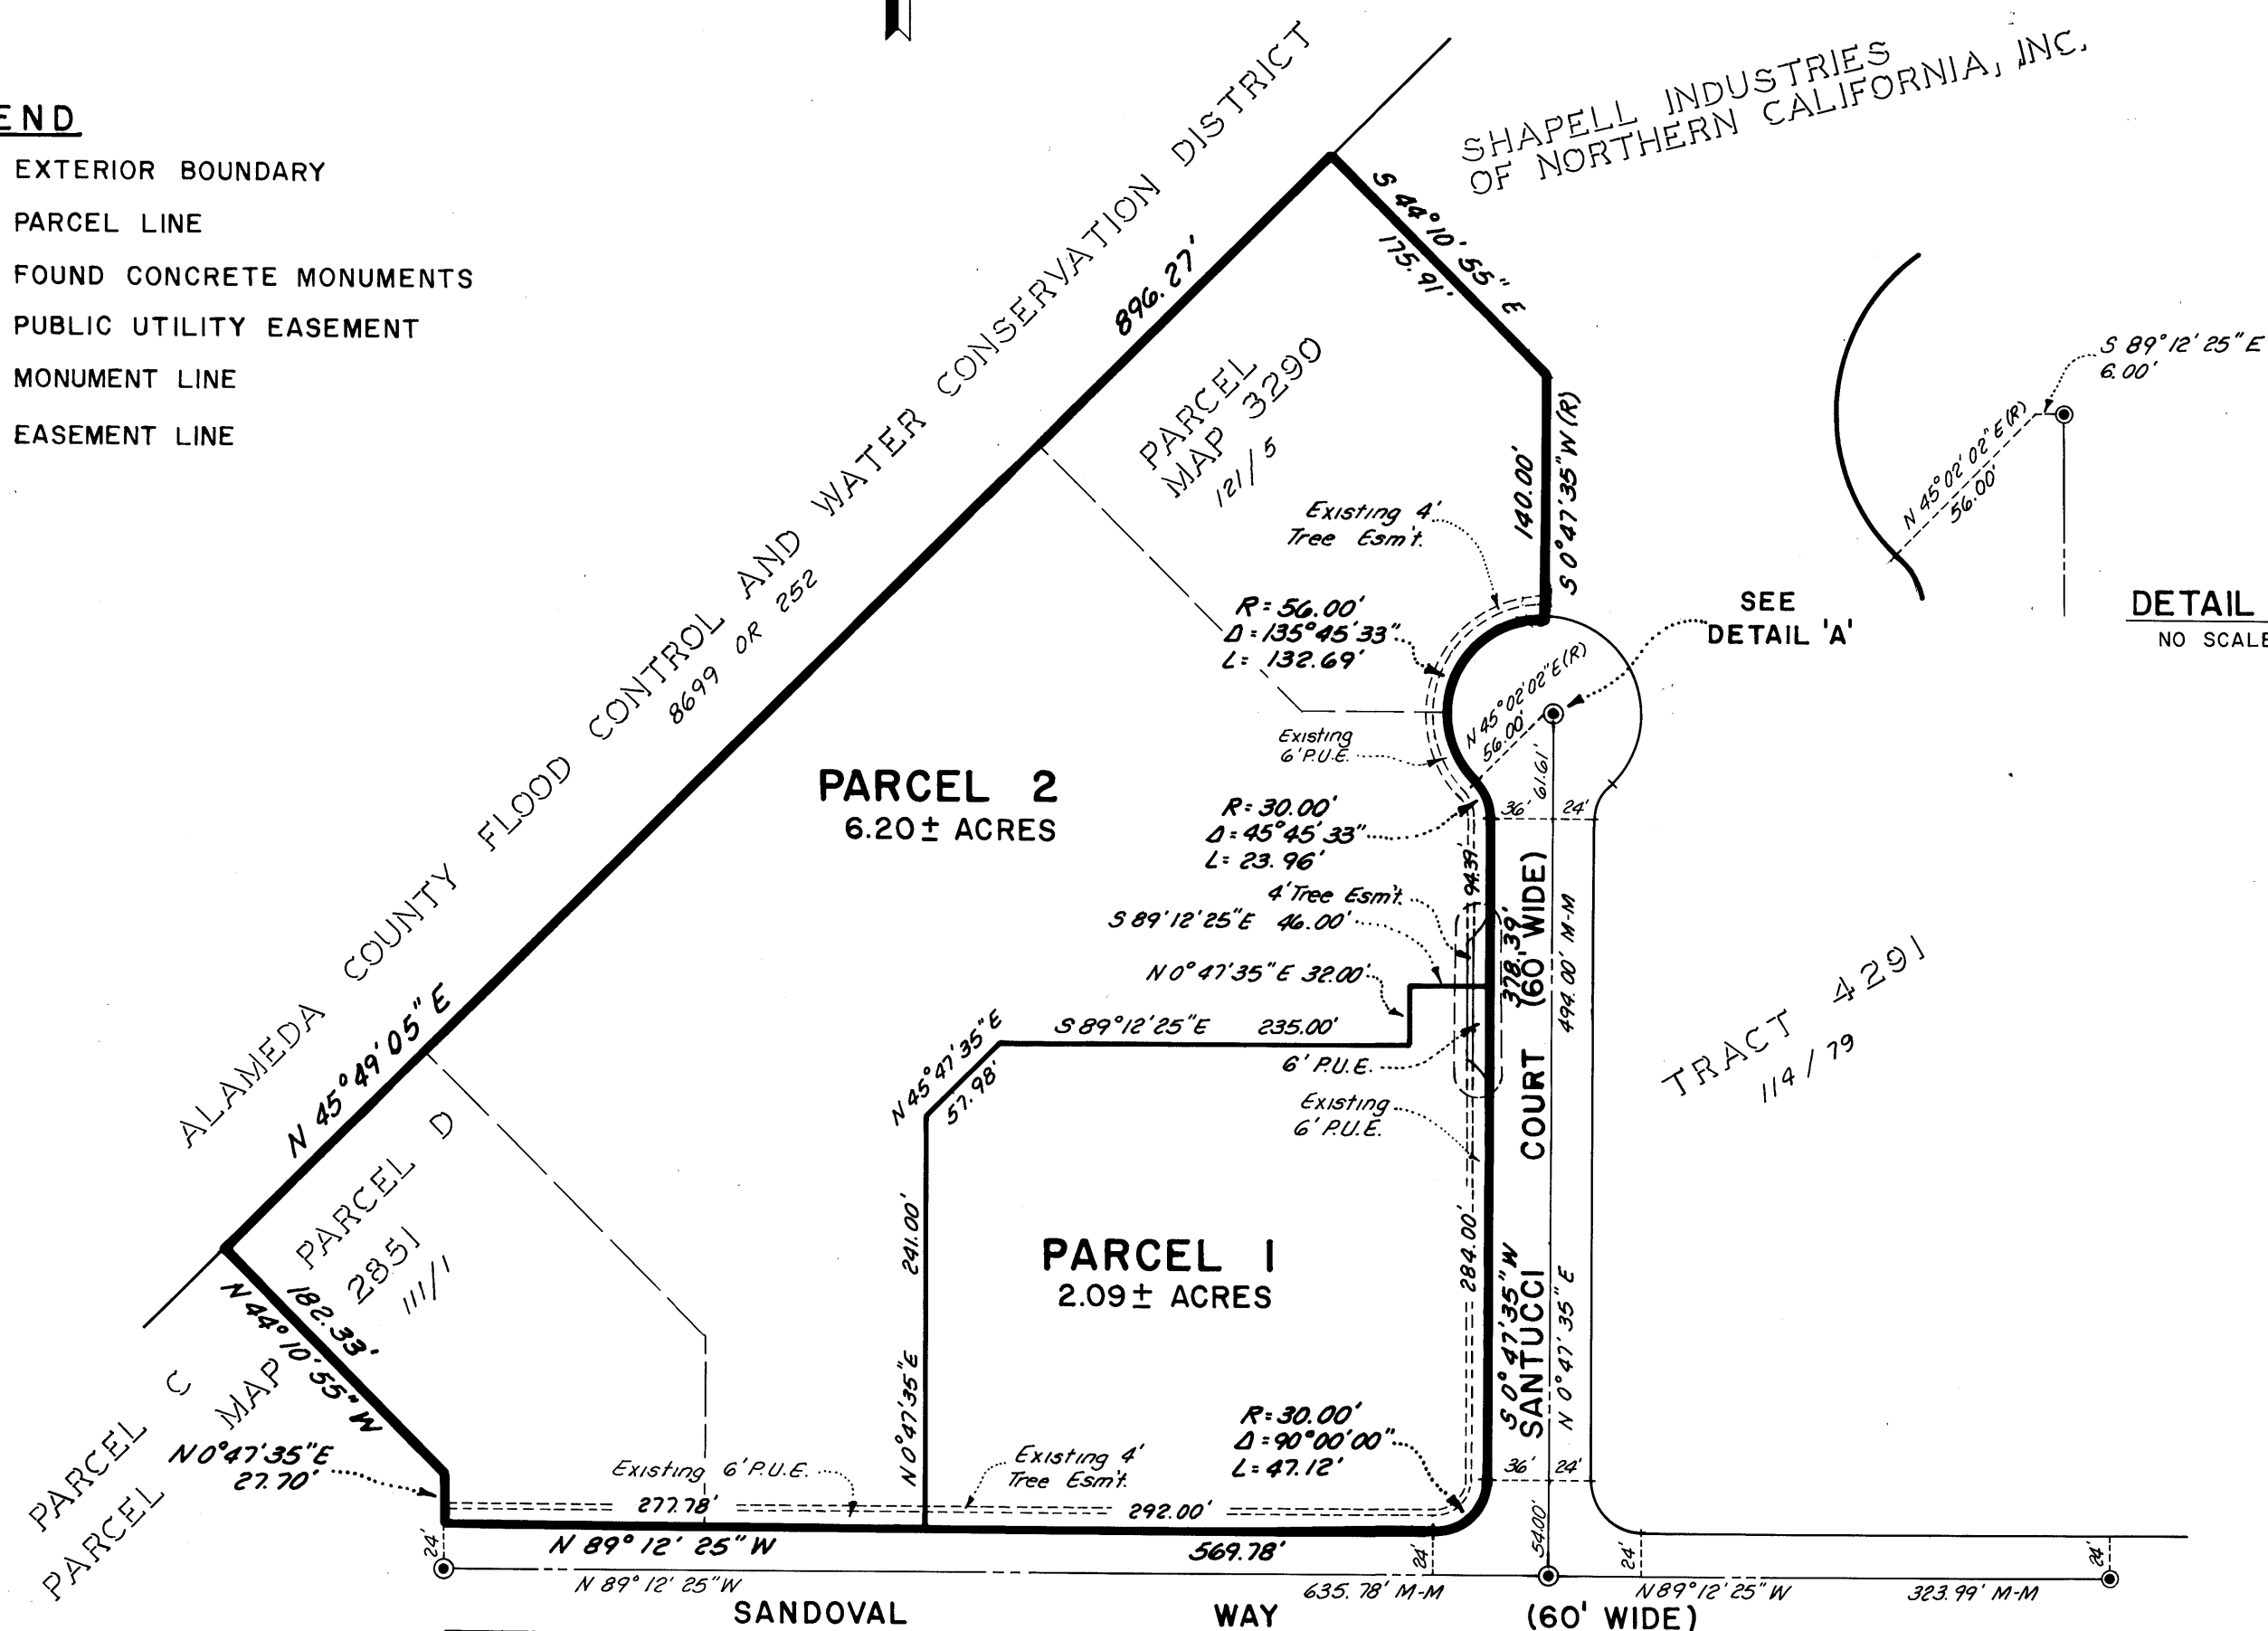 END
EXTERIOR BOUNDARY
PARCEL LINE
FOUND CONCRETE MONUMENTS
PUBLIC UTILITY EASEMENT
MONUMENT LINE
EASEMENT LINE
SHAPELL INDUSTRIES
OF NORTHERN CALIFORNIA, INC.
ALAMEDA COUNTY FLOOD CONTROL AND WATER CONSERVATION DISTRICT
8699 OR 252
896.27'
N 45° 49' 05" E
S 44° 10' 55" E
175.91'
PARCEL
MAP 3290
121/5
140.00'
S 0° 47' 35" W (R)
S 89° 12' 25" E
6.00'
N 45° 02' 02" E (R)
56.00'
DETAIL
NO SCALE
SEE
DETAIL 'A'
Existing 4'
Tree Esm't.
R= 56.00'
Δ= 135° 45' 33"
L= 132.69'
N 45° 02' 02" E (R)
56.00'
61.61'
Existing
6' P.U.E.
PARCEL 2
6.20± ACRES
R= 30.00'
Δ= 45° 45' 33"
L= 23.96'
36'
24'
94.39'
4' Tree Esm't.
S 89' 12' 25" E 46.00'
N 0° 47' 35" E 32.00'
S 89° 12' 25" E 235.00'
N 45° 47' 35" E
57.98'
6' P.U.E.
Existing
6' P.U.E.
378.39'
S 0° 47' 35" W
SANTUCCI COURT (60' WIDE)
494.00' M-M
N 0° 47' 35" E
TRACT 4291
114 / 79
PARCEL D
2851
111/1
182.33'
N 44° 10' 55" W
PARCEL C
PARCEL MAP
N 0° 47' 35" E
27.70'
241.00'
N 0° 47' 35" E
PARCEL 1
2.09± ACRES
284.00'
R= 30.00'
Δ= 90° 00' 00"
L= 47.12'
36'
24'
Existing 6' P.U.E.
Existing 4'
Tree Esm't.
277.78'
292.00'
N 89° 12' 25" W
569.78'
24'
24'
54.00'
24'
24'
N 89° 12' 25" W
635.78' M-M
N 89° 12' 25" W
323.99' M-M
SANDOVAL WAY (60' WIDE)